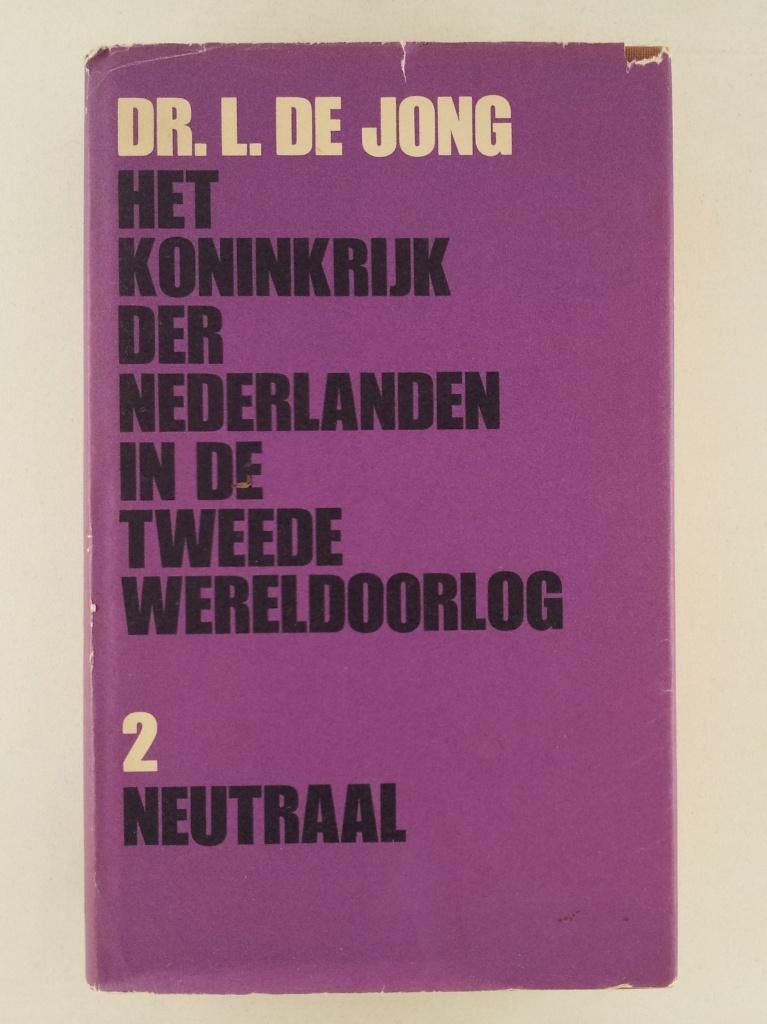 DR. L. DE JONG
HET
KONINKRIJK
DER
NEDERLANDEN
IN DE
TWEEDE
WERELDOORLOG
2
NEUTRAAL